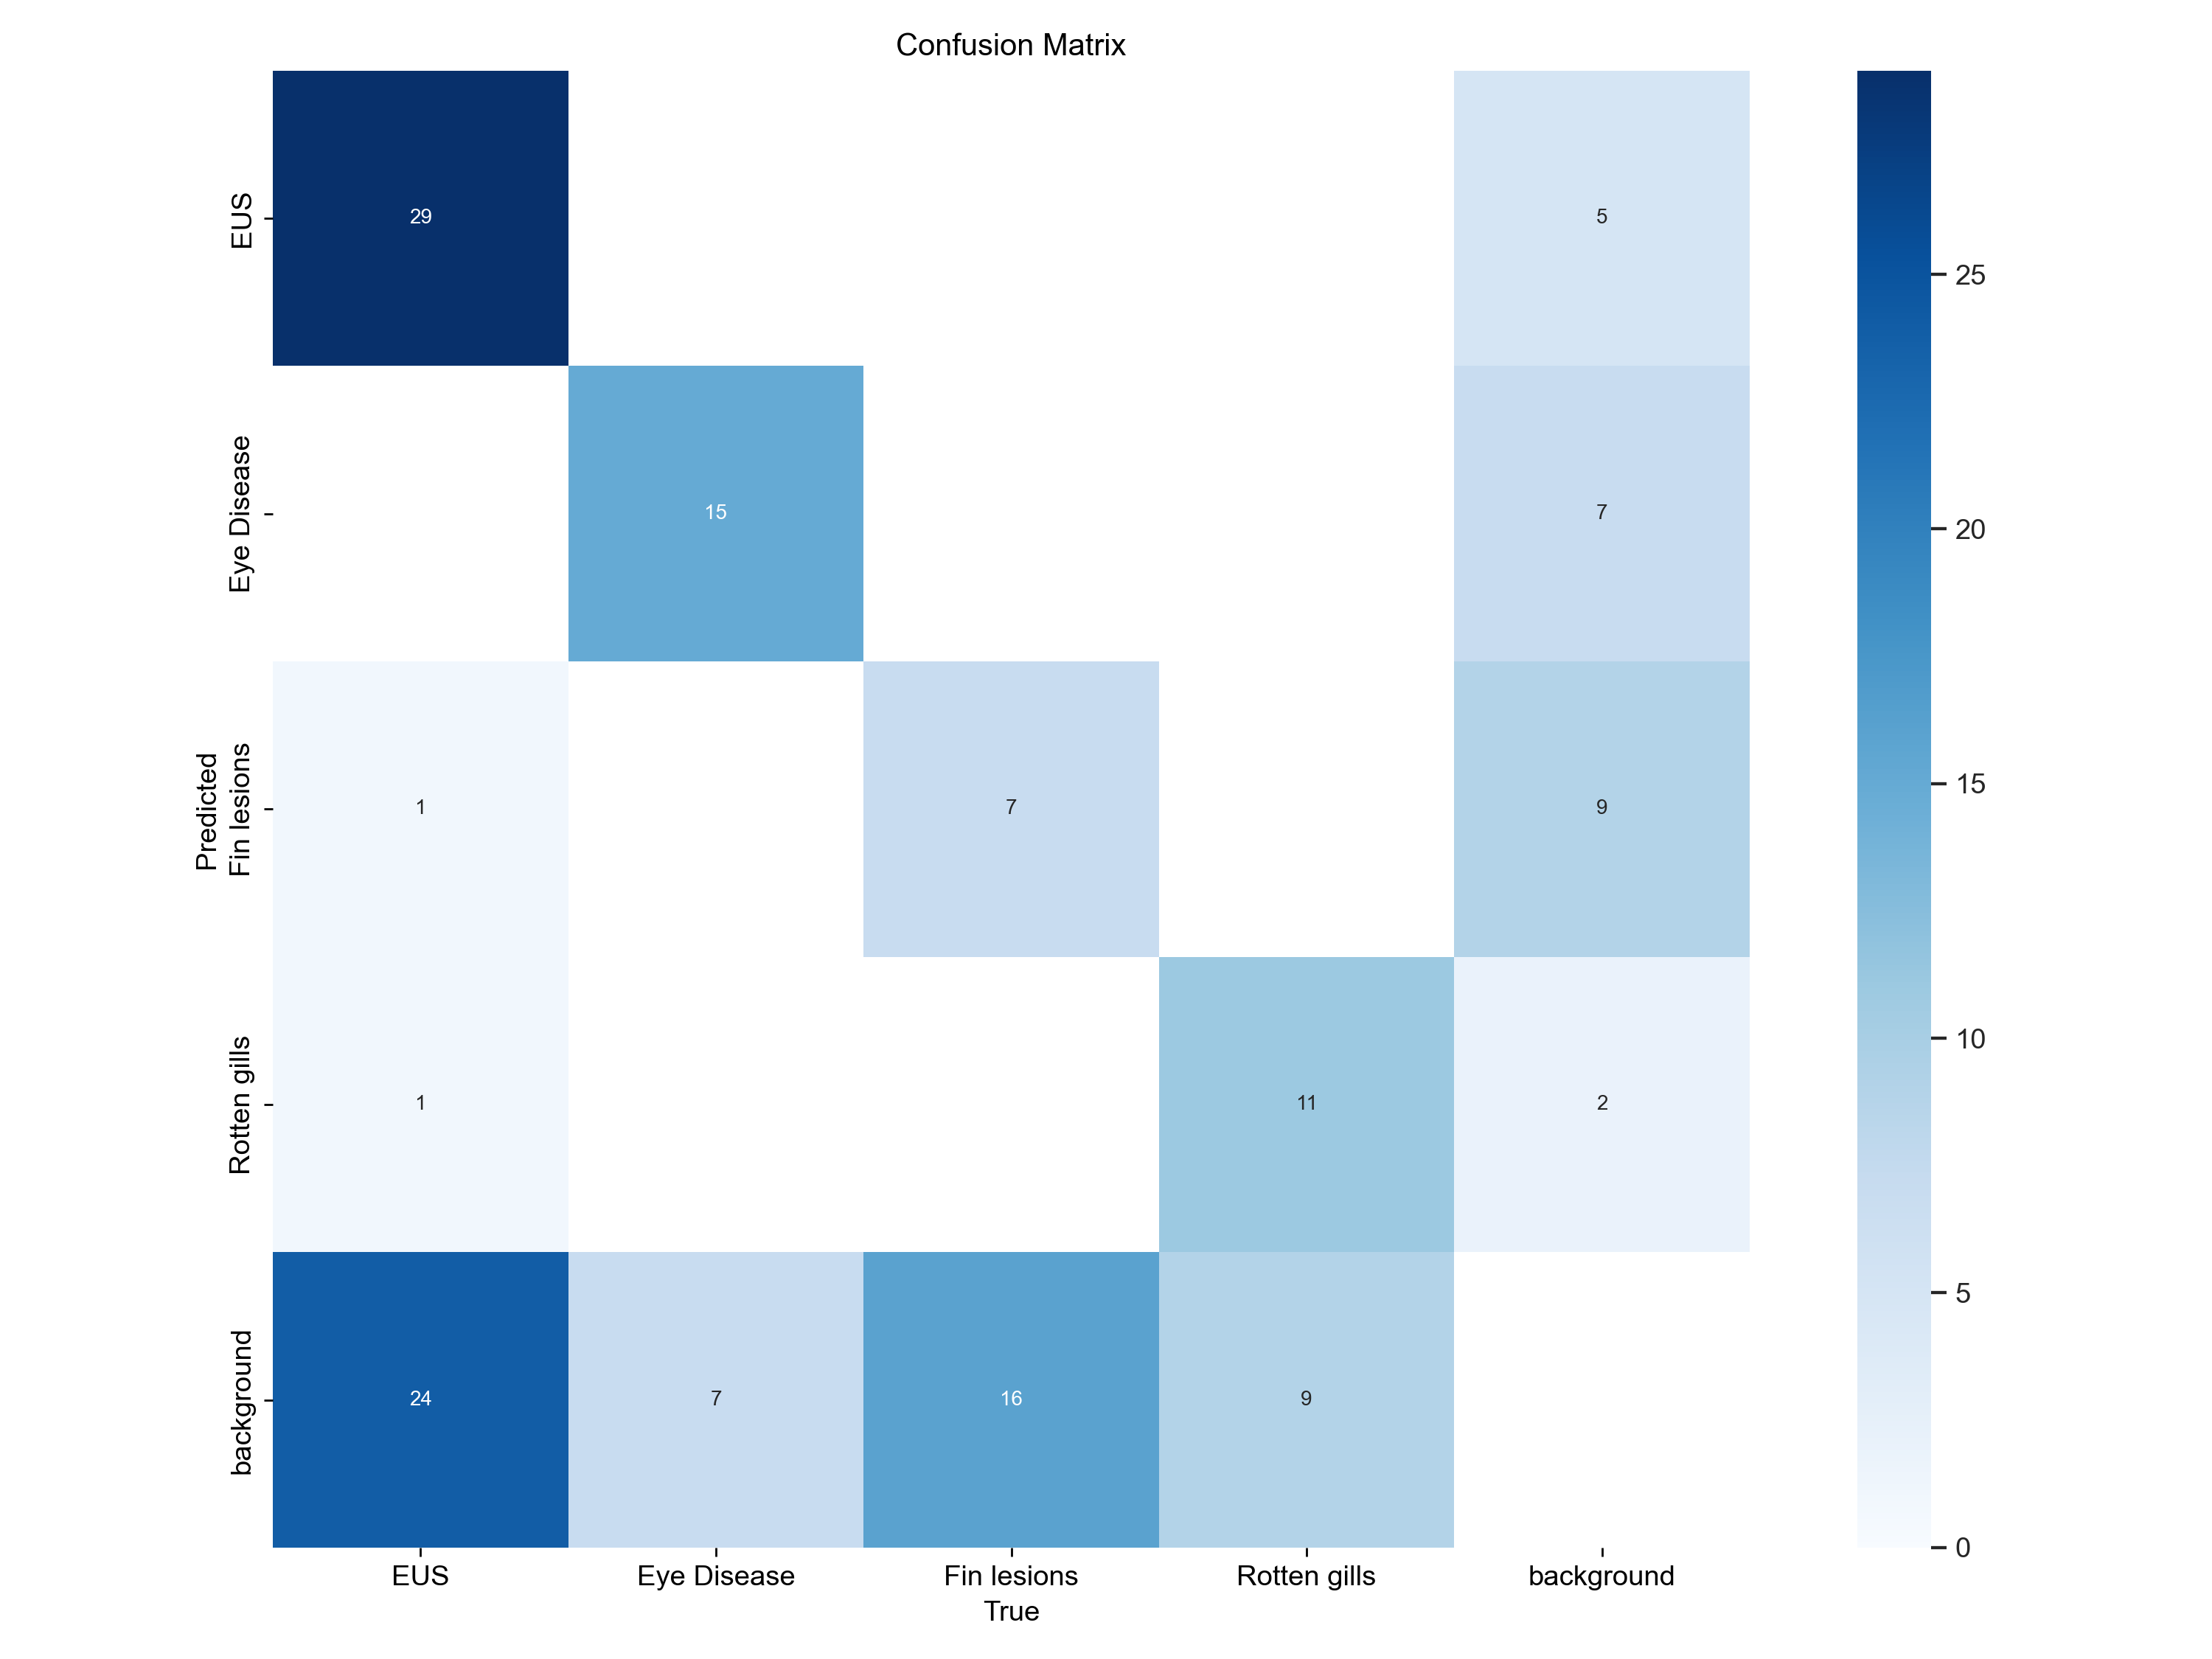 Confusion Matrix
Predicted
EUS
29
5
Eye Disease
15
7
Fin lesions
1
7
9
Rotten gills
1
11
2
background
24
7
16
9
EUS
Eye Disease
Fin lesions
Rotten gills
background
True
25
20
15
10
5
0